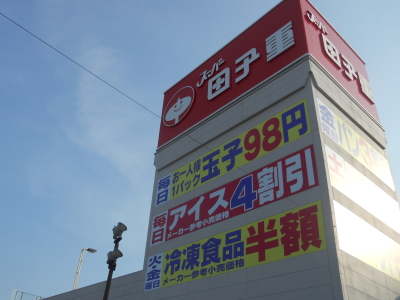 スーパー
田子重
スーパー
田子重
毎日
お一人様
1パック
玉子98円
毎日
アイス4割引
メーカー参考小売価格
火・金
曜日
冷凍食品半額
メーカー参考小売価格
パン